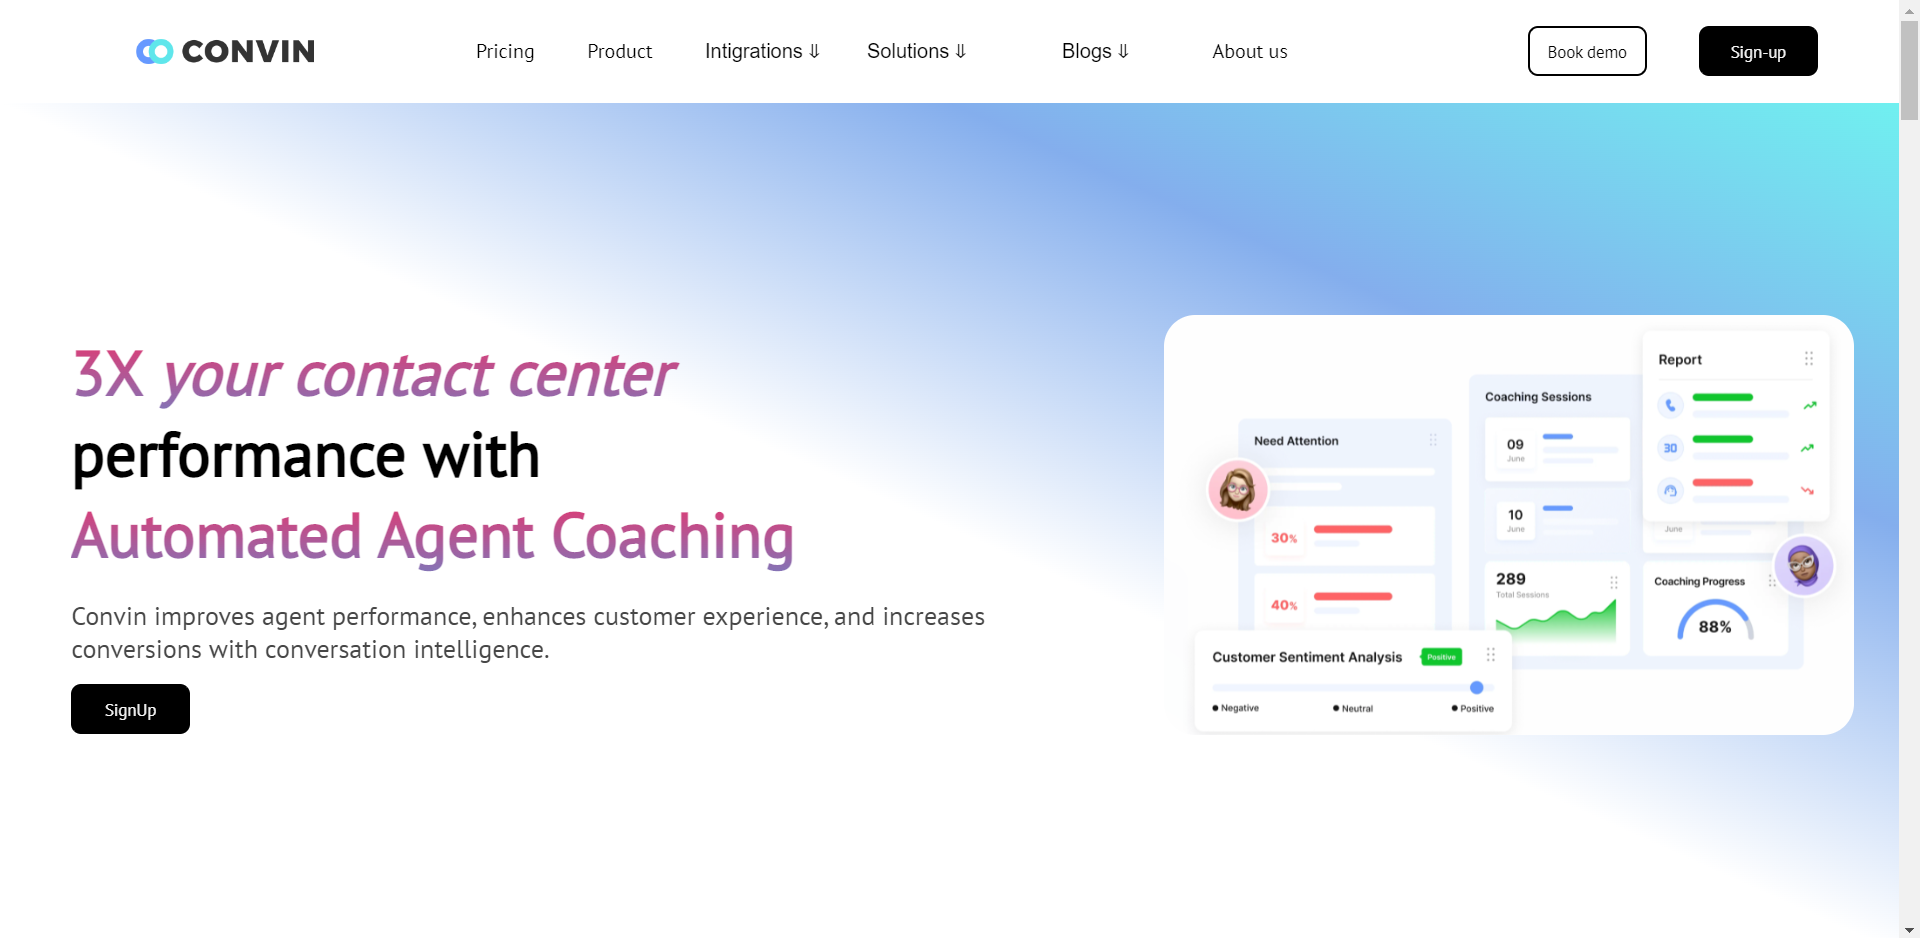 CONVIN
Pricing
Product
Intigrations ⇓
Solutions ⇓
Blogs ⇓
About us
Book demo
Sign-up
3X your contact center
performance with
Automated Agent Coaching
Convin improves agent performance, enhances customer experience, and increases
conversions with conversation intelligence.
SignUp
Report
30
Coaching Sessions
09
June
10
June
June
Need Attention
30%
40%
289
Total Sessions
Coaching Progress
88%
Customer Sentiment Analysis
Positive
Negative
Neutral
Positive